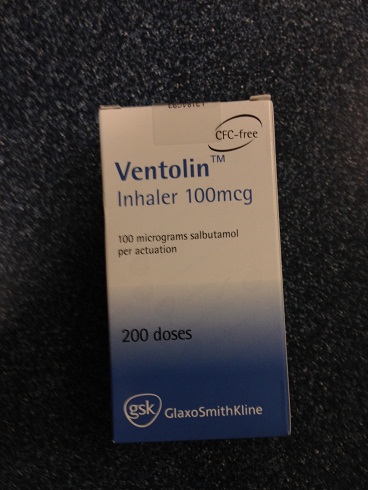 CFC-free
Ventolin™
Inhaler 100mcg
100 micrograms salbutamol
per actuation
200 doses
gsk GlaxoSmithKline